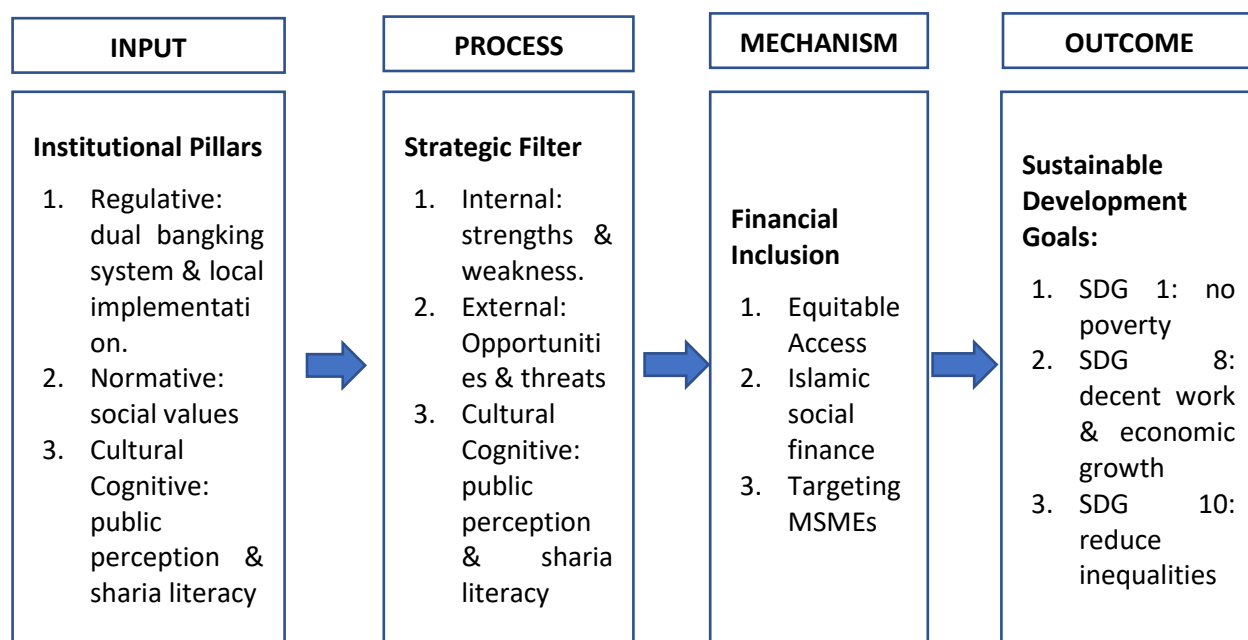 INPUT
PROCESS
MECHANISM
OUTCOME
Institutional Pillars
1. Regulative:
dual bangking
system & local
implementati
on.
2. Normative:
social values
3. Cultural
Cognitive:
public
perception &
sharia literacy
Strategic Filter
1. Internal:
strengths &
weakness.
2. External:
Opportuniti
es & threats
3. Cultural
Cognitive:
public
perception
& sharia
literacy
Financial
Inclusion
1. Equitable
Access
2. Islamic
social
finance
3. Targeting
MSMEs
Sustainable
Development
Goals:
1. SDG 1: no
poverty
2. SDG 8:
decent work
& economic
growth
3. SDG 10:
reduce
inequalities